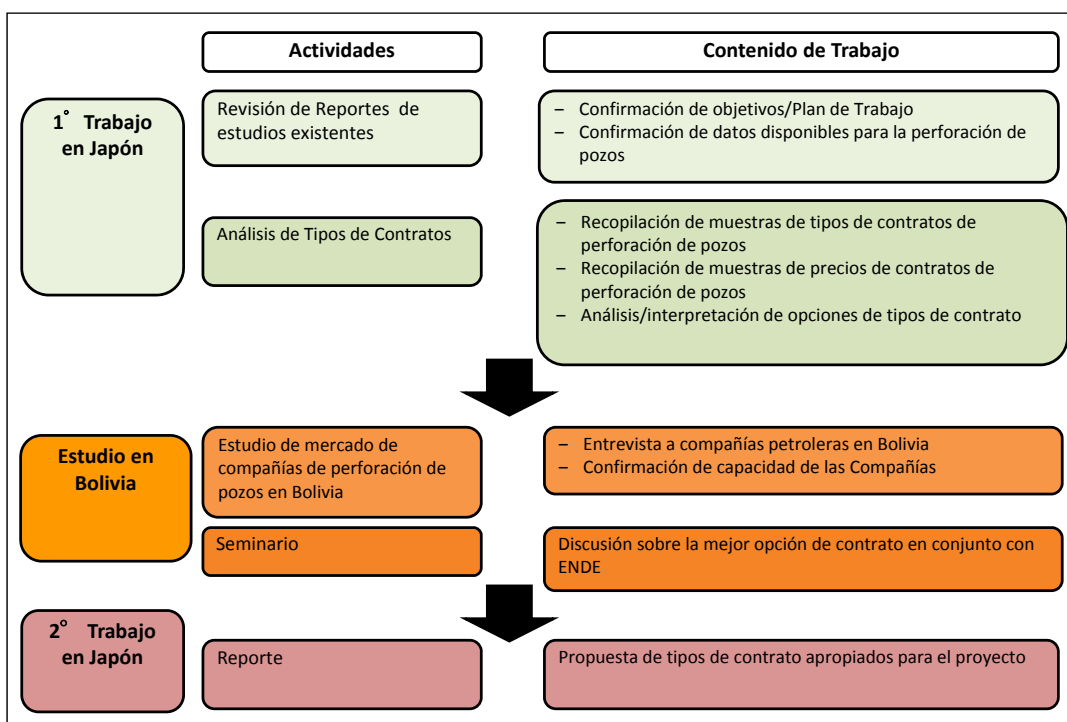 Actividades
Contenido de Trabajo
1° Trabajo
en Japón
Revisión de Reportes de
estudios existentes
– Confirmación de objetivos/Plan de Trabajo
– Confirmación de datos disponibles para la perforación de
pozos
Análisis de Tipos de Contratos
– Recopilación de muestras de tipos de contratos de
perforación de pozos
– Recopilación de muestras de precios de contratos de
perforación de pozos
– Análisis/interpretación de opciones de tipos de contrato
Estudio en
Bolivia
Estudio de mercado de
compañías de perforación de
pozos en Bolivia
– Entrevista a compañías petroleras en Bolivia
– Confirmación de capacidad de las Compañías
Seminario
Discusión sobre la mejor opción de contrato en conjunto con
ENDE
2° Trabajo
en Japón
Reporte
Propuesta de tipos de contrato apropiados para el proyecto